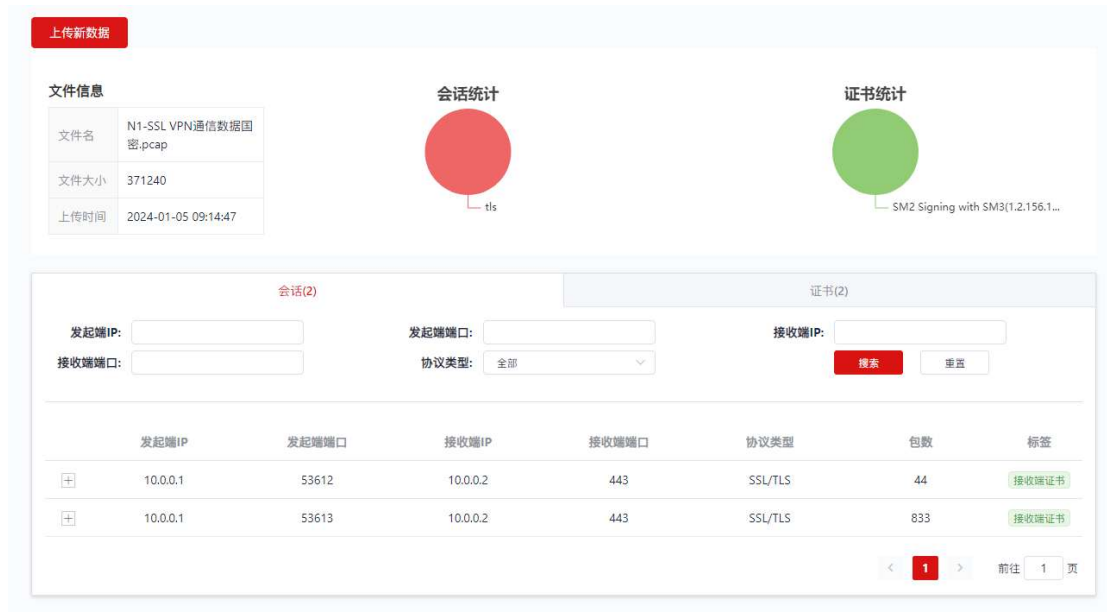 上传新数据
文件信息
文件名 N1-SSL VPN通信数据国
密.pcap
文件大小 371240
上传时间 2024-01-05 09:14:47
会话统计
tls
证书统计
SM2 Signing with SM3(1.2.156.1...
会话(2) 证书(2)
发起端IP: 发起端端口: 接收端IP:
接收端端口: 协议类型: 全部 搜索 重置
发起端IP 发起端端口 接收端IP 接收端端口 协议类型 包数 标签
10.0.0.1 53612 10.0.0.2 443 SSL/TLS 44 接收端证书
10.0.0.1 53613 10.0.0.2 443 SSL/TLS 833 接收端证书
1 前往 1 页